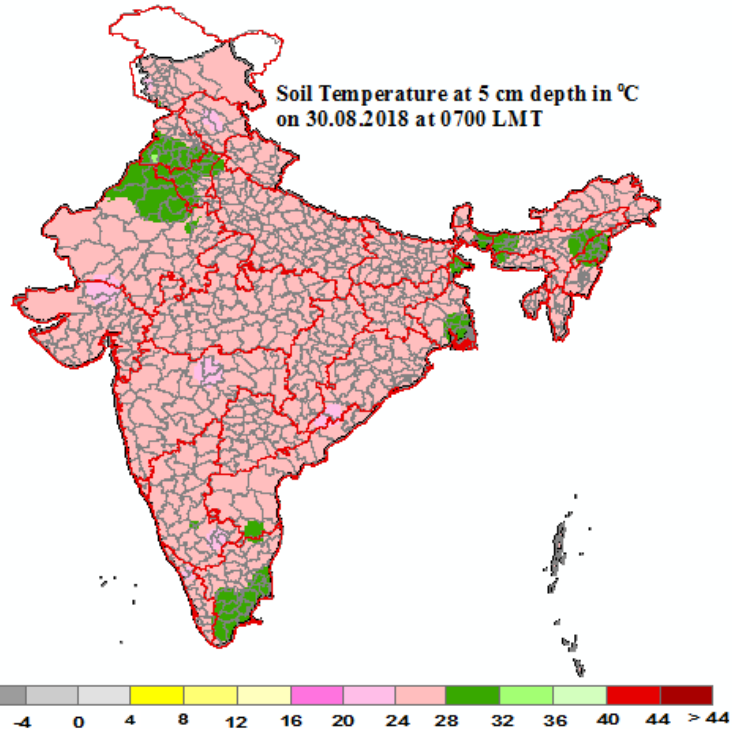 Soil Temperature at 5 cm depth in ⁰C
on 30.08.2018 at 0700 LMT
-4 0 4 8 12 16 20 24 28 32 36 40 44 > 44